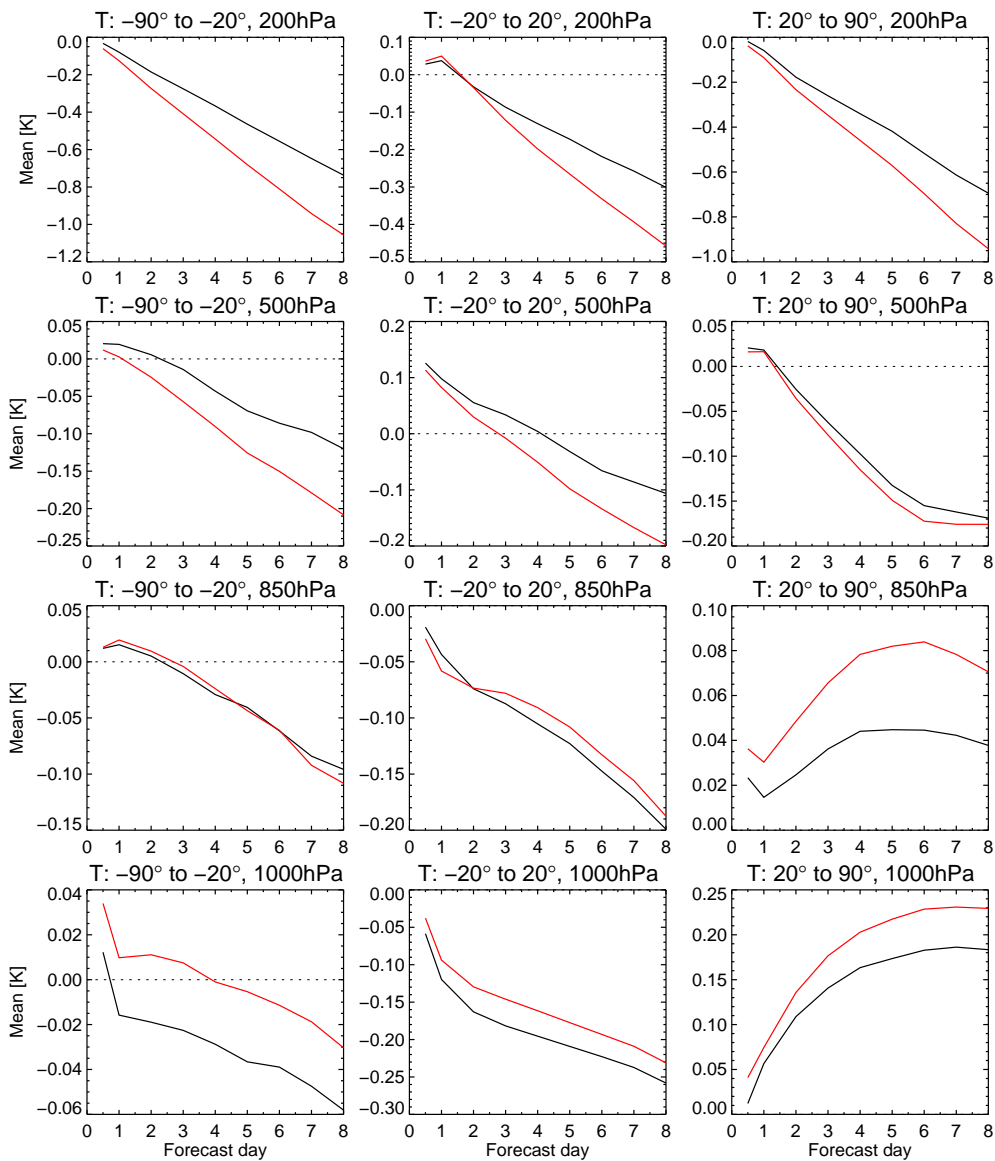 T: −90° to −20°, 200hPa
T: −20° to 20°, 200hPa
T: 20° to 90°, 200hPa
Mean [K]
0.0
−0.2
−0.4
−0.6
−0.8
−1.0
−1.2
0.1
0.0
−0.1
−0.2
−0.3
−0.4
−0.5
0.0
−0.2
−0.4
−0.6
−0.8
−1.0
0 1 2 3 4 5 6 7 8
0 1 2 3 4 5 6 7 8
0 1 2 3 4 5 6 7 8
T: −90° to −20°, 500hPa
T: −20° to 20°, 500hPa
T: 20° to 90°, 500hPa
Mean [K]
0.05
0.00
−0.05
−0.10
−0.15
−0.20
−0.25
0.2
0.1
0.0
−0.1
−0.2
0.05
0.00
−0.05
−0.10
−0.15
−0.20
0 1 2 3 4 5 6 7 8
0 1 2 3 4 5 6 7 8
0 1 2 3 4 5 6 7 8
T: −90° to −20°, 850hPa
T: −20° to 20°, 850hPa
T: 20° to 90°, 850hPa
Mean [K]
0.05
0.00
−0.05
−0.10
−0.15
0.00
−0.05
−0.10
−0.15
−0.20
0.10
0.08
0.06
0.04
0.02
0.00
0 1 2 3 4 5 6 7 8
0 1 2 3 4 5 6 7 8
0 1 2 3 4 5 6 7 8
T: −90° to −20°, 1000hPa
T: −20° to 20°, 1000hPa
T: 20° to 90°, 1000hPa
Mean [K]
0.04
0.02
0.00
−0.02
−0.04
−0.06
0.00
−0.05
−0.10
−0.15
−0.20
−0.25
−0.30
0.25
0.20
0.15
0.10
0.05
0.00
0 1 2 3 4 5 6 7 8
0 1 2 3 4 5 6 7 8
0 1 2 3 4 5 6 7 8
Forecast day
Forecast day
Forecast day